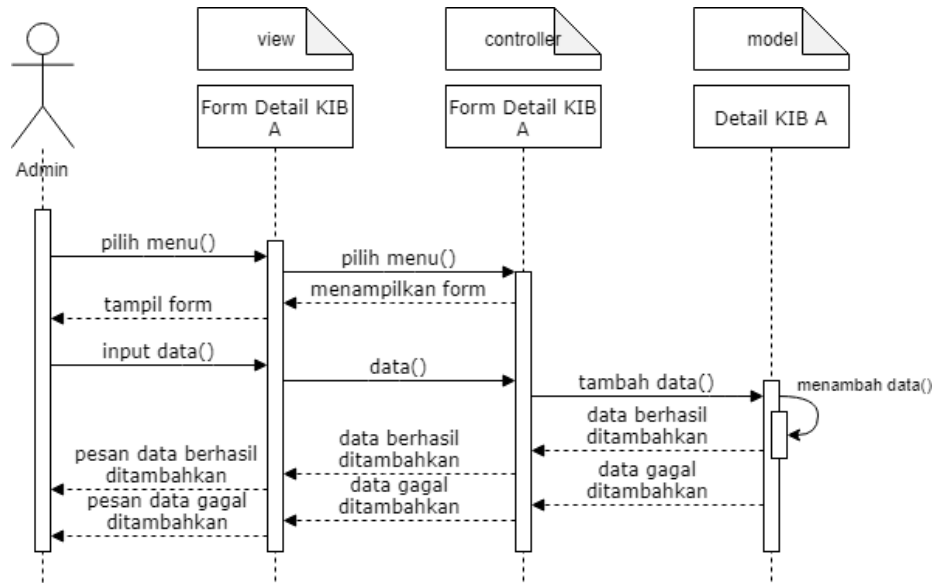 view
controller
model
Form Detail KIB
A
Form Detail KIB
A
Detail KIB A
Admin
pilih menu()
pilih menu()
menampilkan form
tampil form
input data()
data()
tambah data()
menambah data()
data berhasil
ditambahkan
data berhasil
ditambahkan
pesan data berhasil
ditambahkan
data gagal
ditambahkan
data gagal
ditambahkan
pesan data gagal
ditambahkan